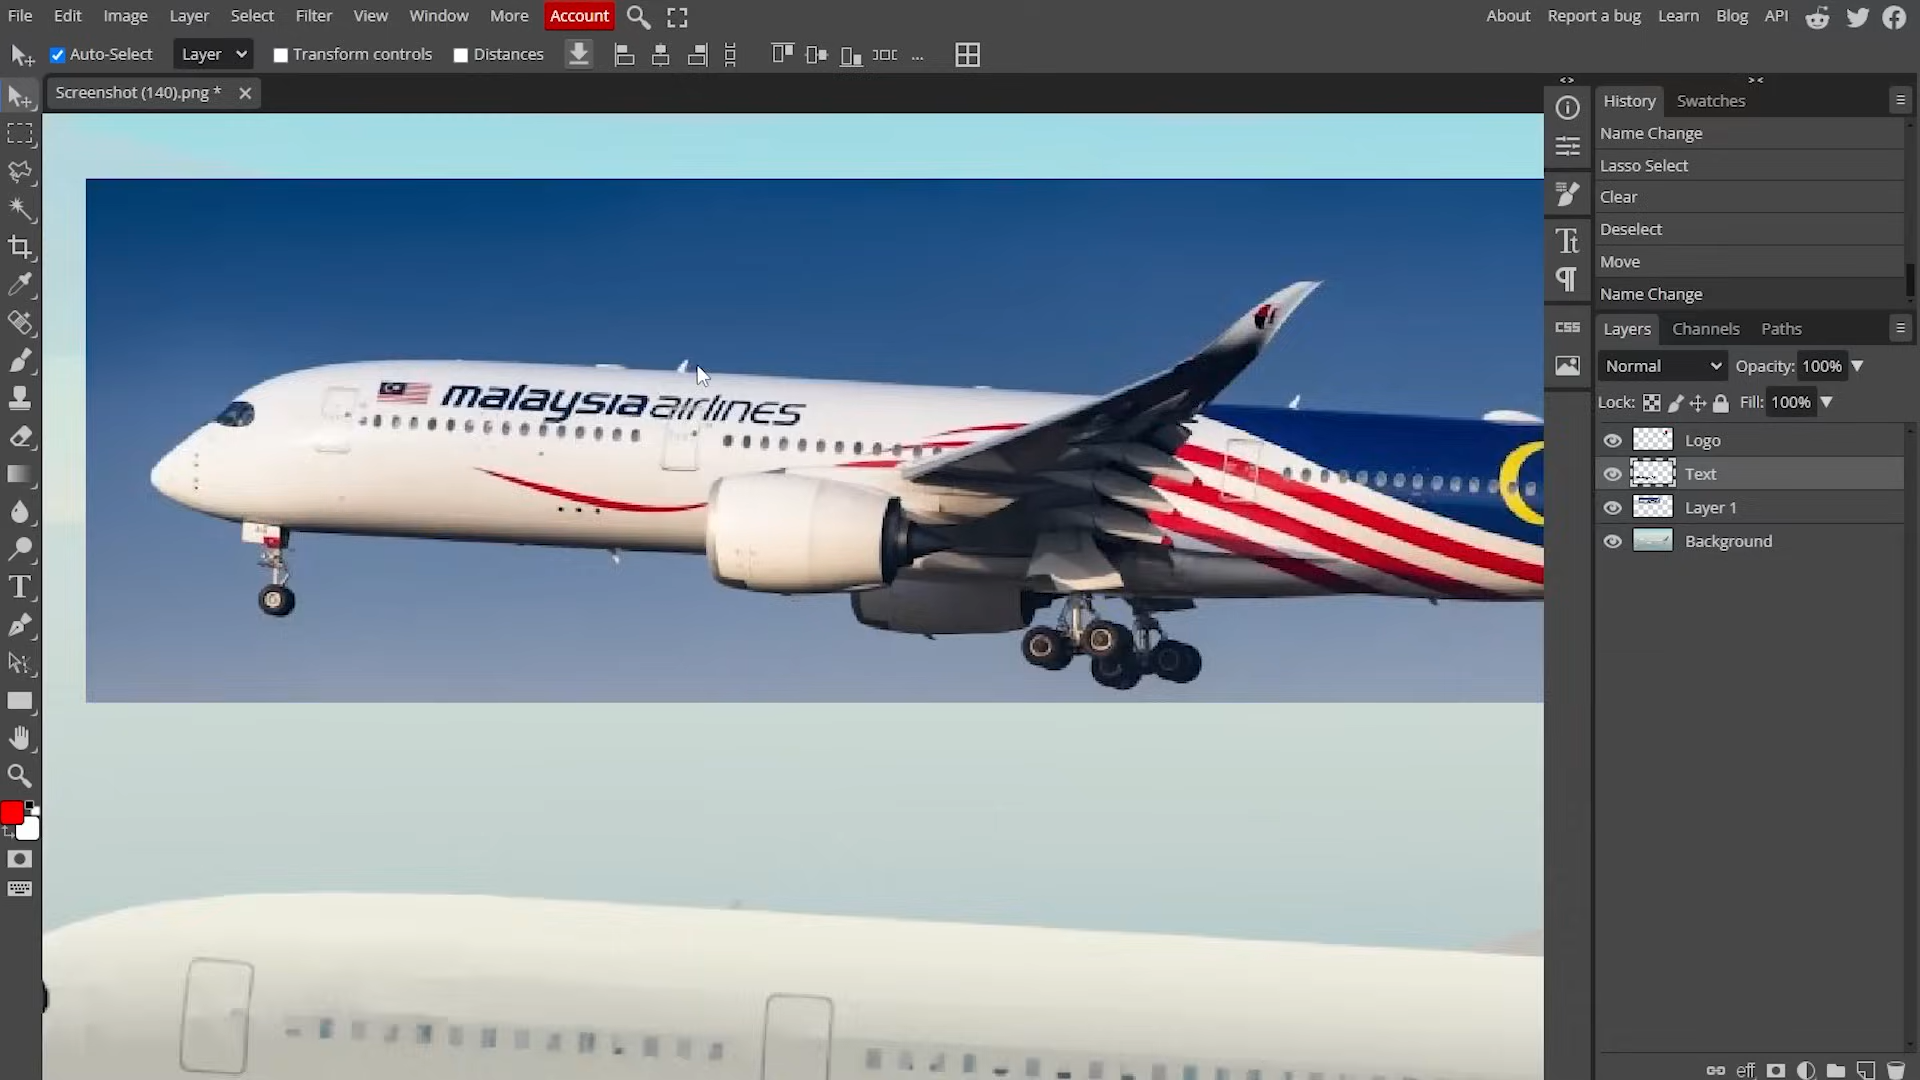 File Edit Image Layer Select Filter View Window More Account About Report a bug Learn Blog API
Auto-Select Layer Transform controls Distances ...
Screenshot (140).png *
History Swatches
Name Change
Lasso Select
Clear
Deselect
Move
Name Change
CSS
Layers Channels Paths
Normal Opacity: 100%
Lock: Fill: 100%
Logo
Text
Layer 1
Background
malaysia airlines
eff